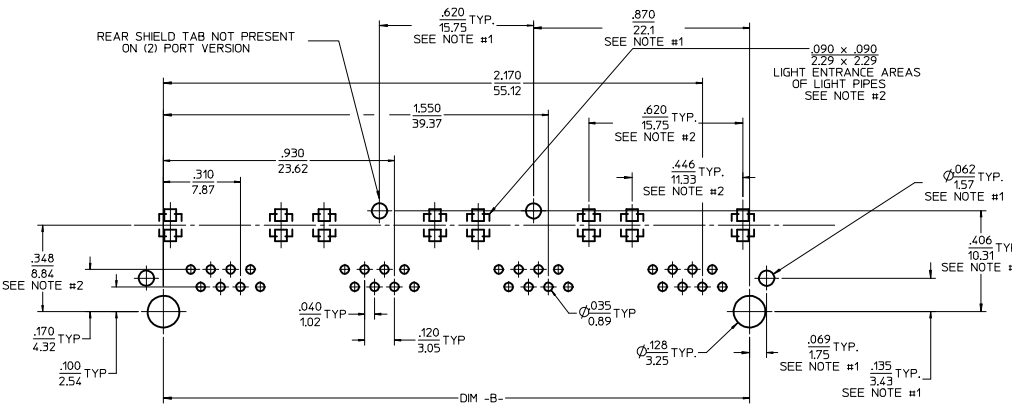 .620
15.75 TYP.
SEE NOTE #1
.870
22.1
SEE NOTE #1
REAR SHIELD TAB NOT PRESENT
ON (2) PORT VERSION
.090 x .090
2.29 x 2.29
LIGHT ENTRANCE AREAS
OF LIGHT PIPES
SEE NOTE #2
2.170
55.12
1.550
39.37
.620
15.75 TYP.
SEE NOTE #2
.930
23.62
.446
11.33 TYP.
SEE NOTE #2
.310
7.87
Ø.062
1.57 TYP.
SEE NOTE #1
.406
10.31 TYP
SEE NOTE #
.348
8.84
SEE NOTE #2
.040
1.02 TYP
Ø.035
0.89 TYP
.170
4.32 TYP
.120
3.05 TYP
Ø.128
3.25 TYP.
.069
1.75 TYP.
SEE NOTE #1
.100
2.54 TYP
.135
3.43 TYP.
SEE NOTE #1
DIM -B-